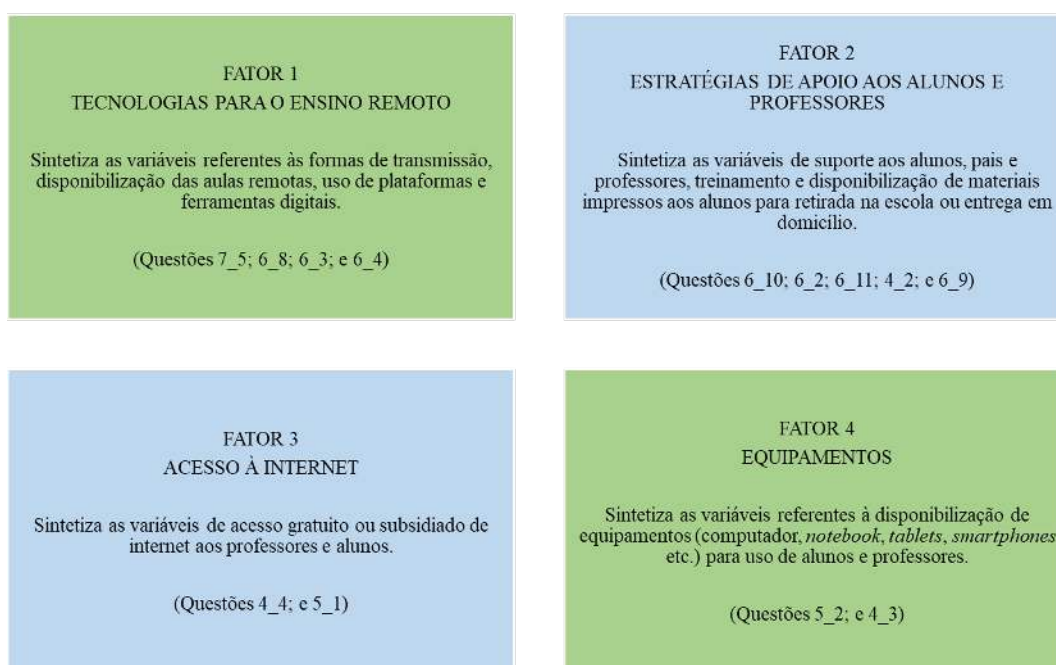 FATOR 1
TECNOLOGIAS PARA O ENSINO REMOTO
Sintetiza as variáveis referentes às formas de transmissão,
disponibilização das aulas remotas, uso de plataformas e
ferramentas digitais.
(Questões 7_5; 6_8; 6_3; e 6_4)
FATOR 2
ESTRATÉGIAS DE APOIO AOS ALUNOS E
PROFESSORES
Sintetiza as variáveis de suporte aos alunos, pais e
professores, treinamento e disponibilização de materiais
impressos aos alunos para retirada na escola ou entrega em
domicílio.
(Questões 6_10; 6_2; 6_11; 4_2; e 6_9)
FATOR 3
ACESSO À INTERNET
Sintetiza as variáveis de acesso gratuito ou subsidiado de
internet aos professores e alunos.
(Questões 4_4; e 5_1)
FATOR 4
EQUIPAMENTOS
Sintetiza as variáveis referentes à disponibilização de
equipamentos (computador, notebook, tablets, smartphones
etc.) para uso de alunos e professores.
(Questões 5_2; e 4_3)